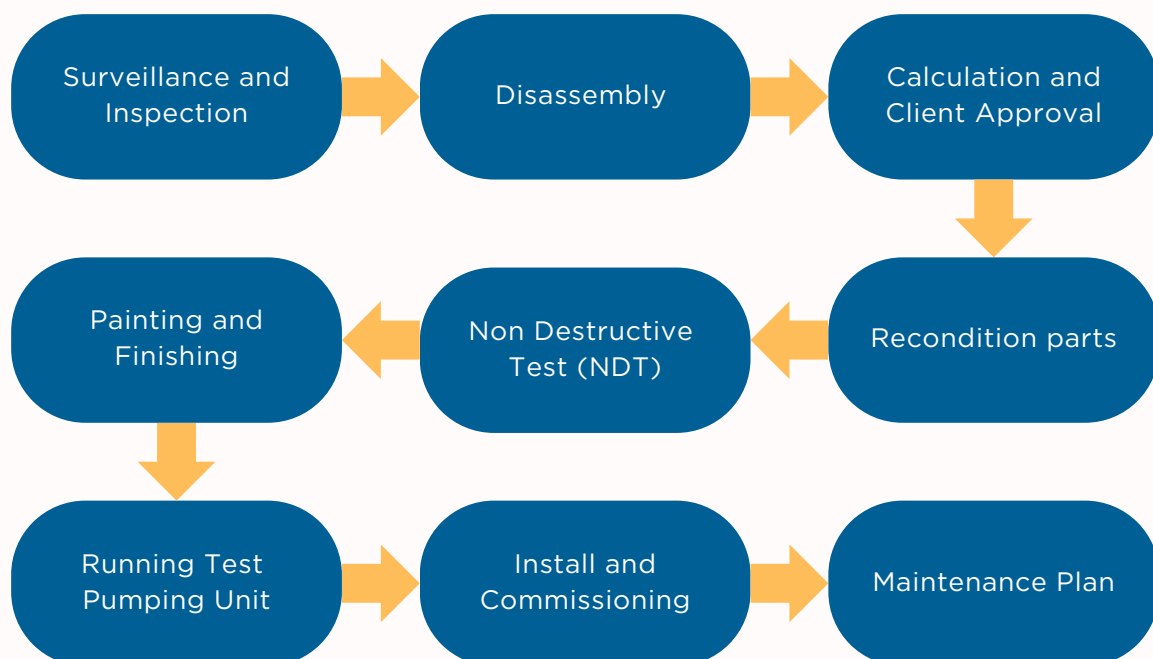 Surveillance and
Inspection
Disassembly
Calculation and
Client Approval
Recondition parts
Non Destructive
Test (NDT)
Painting and
Finishing
Running Test
Pumping Unit
Install and
Commissioning
Maintenance Plan